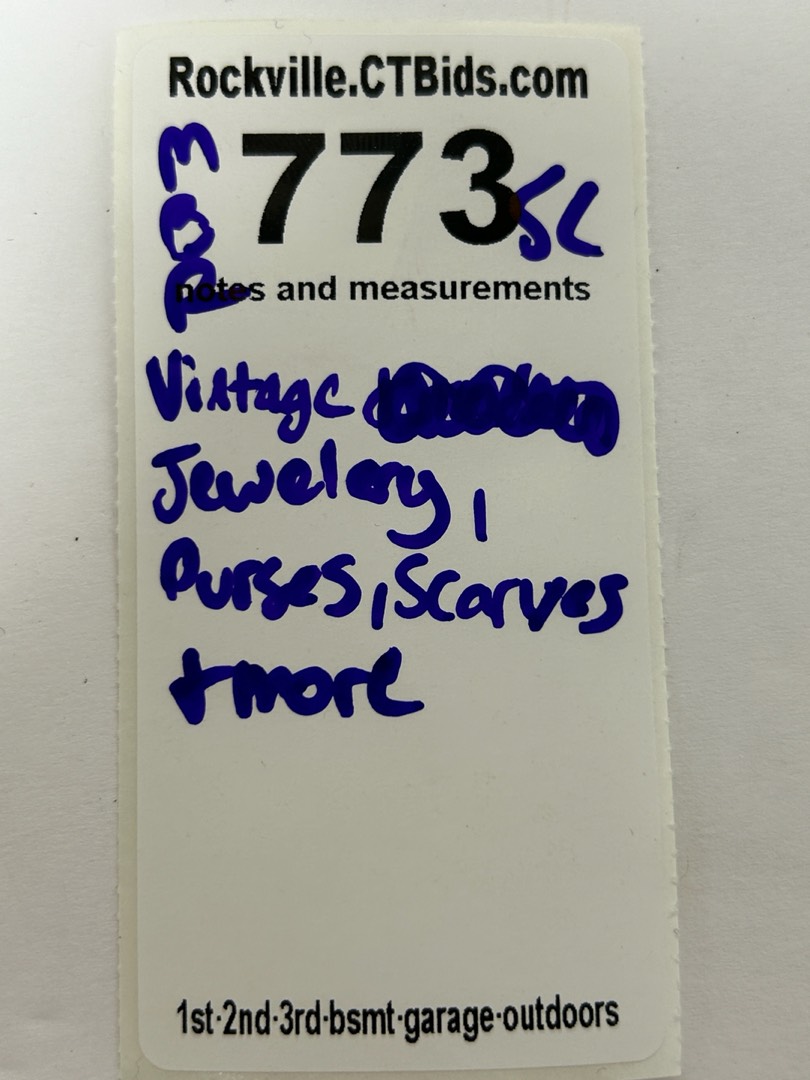 Rockville.CTBids.com
773 SL
notes and measurements
Vintage
Jewelery,
Purses, Scarves
+ more
1st·2nd·3rd·bsmt·garage·outdoors